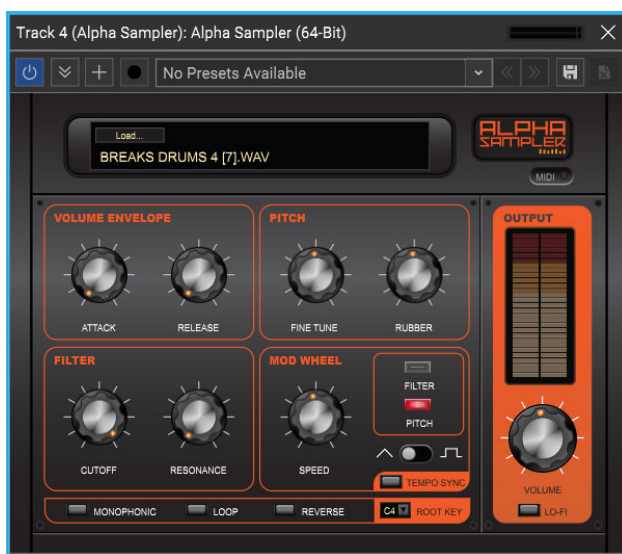 Track 4 (Alpha Sampler): Alpha Sampler (64-Bit)
No Presets Available
Load...
BREAKS DRUMS 4 [7].WAV
ALPHA
SAMPLER
MIDI
VOLUME ENVELOPE
PITCH
OUTPUT
ATTACK
RELEASE
FINE TUNE
RUBBER
FILTER
MOD WHEEL
FILTER
PITCH
CUTOFF
RESONANCE
SPEED
TEMPO SYNC
VOLUME
MONOPHONIC
LOOP
REVERSE
C4
ROOT KEY
LO-FI